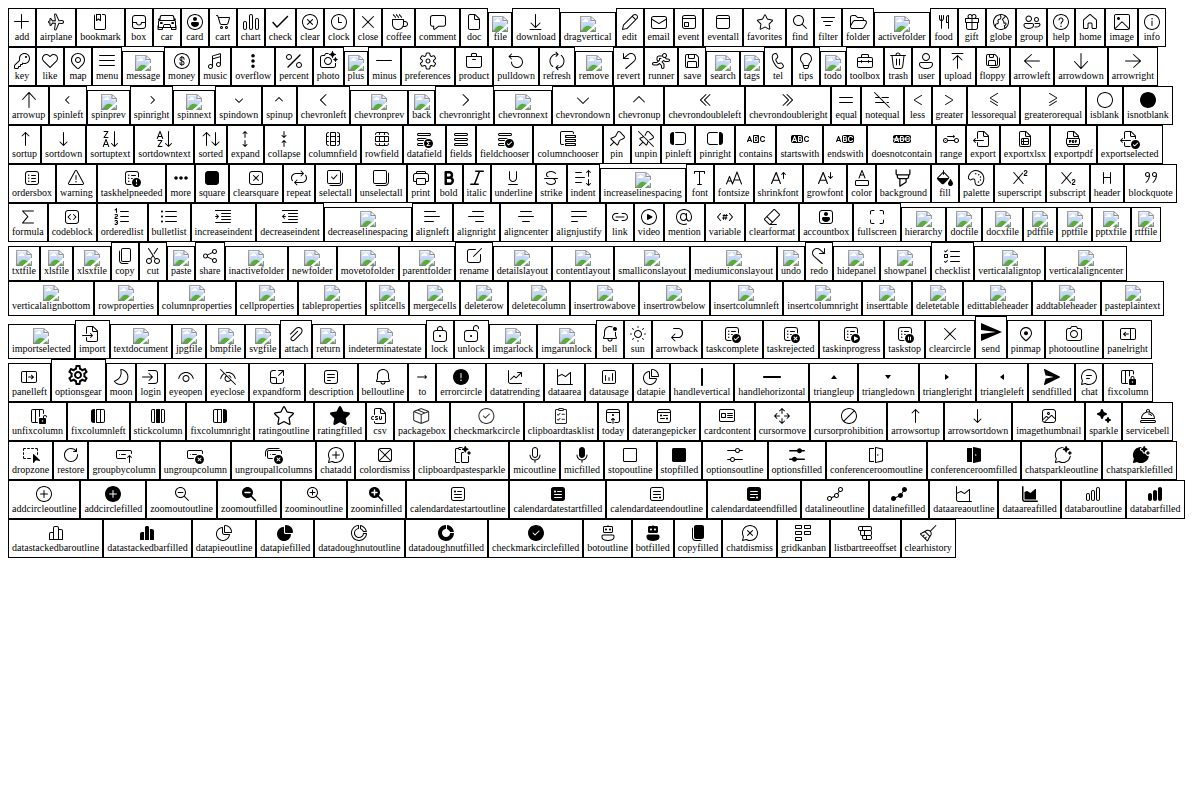 add airplane bookmark box car card cart chart check clear clock close coffee comment doc file download dragvertical edit email event eventall favorites find filter folder activefolder food gift globe group help home image info
key like map menu message money music overflow percent photo plus minus preferences product pulldown refresh remove revert runner save search tags tel tips todo toolbox trash user upload floppy arrowleft arrowdown arrowright
arrowup spinleft spinprev spinright spinnext spindown spinup chevronleft chevronprev back chevronright chevronnext chevrondown chevronup chevrondoubleleft chevrondoubleright equal notequal less greater lessorequal greaterorequal isblank isnotblank
sortup sortdown sortuptext sortdowntext sorted expand collapse columnfield rowfield datafield fields fieldchooser columnchooser pin unpin pinleft pinright contains startswith endswith doesnotcontain range export exportxlsx exportpdf exportselected
ordersbox warning taskhelpneeded more square clearsquare repeat selectall unselectall print bold italic underline strike indent increaselinespacing font fontsize shrinkfont growfont color background fill palette superscript subscript header blockquote
formula codeblock orderedlist bulletlist increaseindent decreaseindent decreaselinespacing alignleft alignright aligncenter alignjustify link video mention variable clearformat accountbox fullscreen hierarchy docfile docxfile pdffile pptfile pptxfile rtffile
txtfile xlsfile xlsxfile copy cut paste share inactivefolder newfolder movetofolder parentfolder rename detailslayout contentlayout smalliconslayout mediumiconslayout undo redo hidepanel showpanel checklist verticalaligntop verticalaligncenter
verticalalignbottom rowproperties columnproperties cellproperties tableproperties splitcells mergecells deleterow deletecolumn insertrowabove insertrowbelow insertcolumnleft insertcolumnright inserttable deletetable edittableheader addtableheader pasteplaintext
importselected import textdocument jpgfile bmpfile svgfile attach return indeterminatestate lock unlock imgarlock imgarunlock bell sun arrowback taskcomplete taskrejected taskinprogress taskstop clearcircle send pinmap photooutline panelright
panelleft optionsgear moon login eyeopen eyeclose expandform description belloutline to errorcircle datatrending dataarea datausage datapie handlevertical handlehorizontal triangleup triangledown triangleright triangleleft sendfilled chat fixcolumn
unfixcolumn fixcolumnleft stickcolumn fixcolumnright ratingoutline ratingfilled csv packagebox checkmarkcircle clipboardtasklist today daterangepicker cardcontent cursormove cursorprohibition arrowsortup arrowsortdown imagethumbnail sparkle servicebell
dropzone restore groupbycolumn ungroupcolumn ungroupallcolumns chatadd colordismiss clipboardpastesparkle micoutline micfilled stopoutline stopfilled optionsoutline optionsfilled conferenceroomoutline conferenceroomfilled chatsparkleoutline chatsparklefilled
addcircleoutline addcirclefilled zoomoutoutline zoomoutfilled zoominoutline zoominfilled calendardatestartoutline calendardatestartfilled calendardateendoutline calendardateendfilled datalineoutline datalinefilled dataareaoutline dataareafilled databaroutline databarfilled
datastackedbaroutline datastackedbarfilled datapieoutline datapiefilled datadoughnutoutline datadoughnutfilled checkmarkcirclefilled botoutline botfilled copyfilled chatdismiss gridkanban listbartreeoffset clearhistory